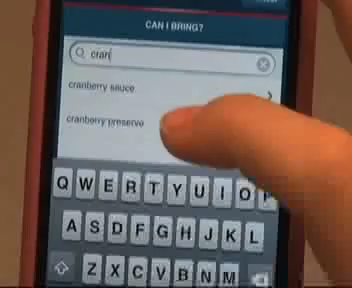 CAN I BRING?
cran
cranberry sauce
cranberry preserve
Q W E R T Y U I O P
A S D F G H J K L
Z X C V B N M